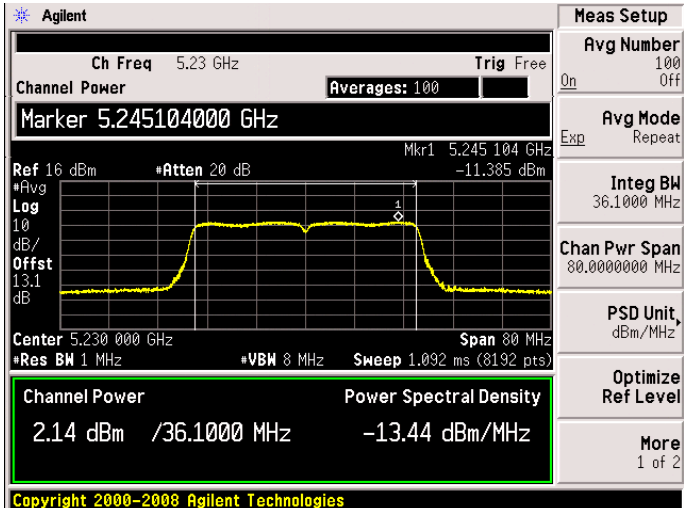 Agilent
Meas Setup
Ch Freq 5.23 GHz Trig Free
Channel Power Averages: 100
Marker 5.245104000 GHz
Mkr1 5.245 104 GHz
Ref 16 dBm #Atten 20 dB -11.385 dBm
#Avg
Log
10
dB/
Offst
13.1
dB
1
Center 5.230 000 GHz Span 80 MHz
#Res BW 1 MHz #VBW 8 MHz Sweep 1.092 ms (8192 pts)
Channel Power Power Spectral Density
2.14 dBm /36.1000 MHz -13.44 dBm/MHz
Copyright 2000-2008 Agilent Technologies
Avg Number
100
On Off
Avg Mode
Exp Repeat
Integ BW
36.1000 MHz
Chan Pwr Span
80.0000000 MHz
PSD Unit
dBm/MHz
Optimize
Ref Level
More
1 of 2